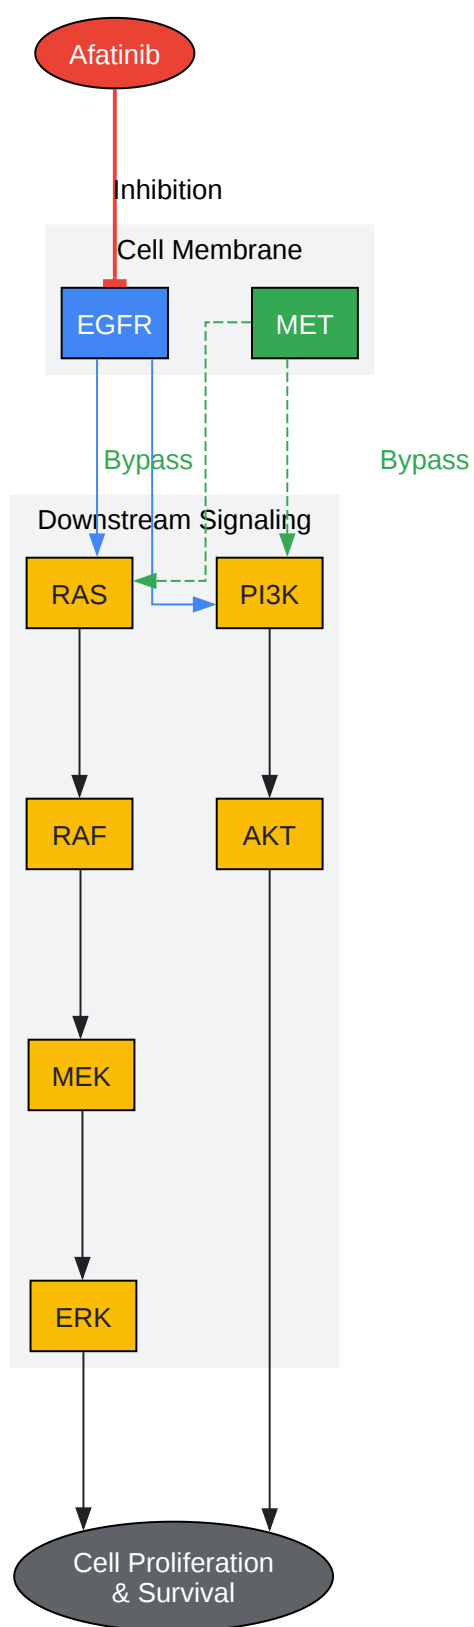 Afatinib
Inhibition
Cell Membrane
EGFR
MET
Bypass
Bypass
Downstream Signaling
RAS
PI3K
RAF
AKT
MEK
ERK
Cell Proliferation
& Survival